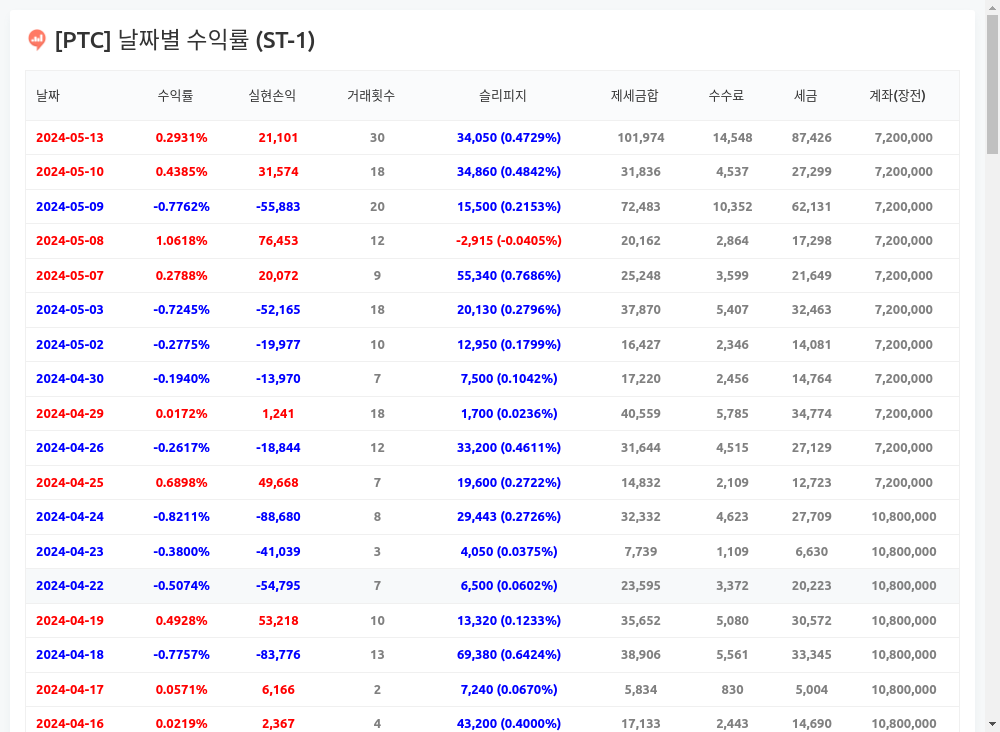 [PTC] 날짜별 수익률 (ST-1)
날짜 수익률 실현손익 거래횟수 슬리피지 제세금합 수수료 세금 계좌(장전)
2024-05-13 0.2931% 21,101 30 34,050 (0.4729%) 101,974 14,548 87,426 7,200,000
2024-05-10 0.4385% 31,574 18 34,860 (0.4842%) 31,836 4,537 27,299 7,200,000
2024-05-09 -0.7762% -55,883 20 15,500 (0.2153%) 72,483 10,352 62,131 7,200,000
2024-05-08 1.0618% 76,453 12 -2,915 (-0.0405%) 20,162 2,864 17,298 7,200,000
2024-05-07 0.2788% 20,072 9 55,340 (0.7686%) 25,248 3,599 21,649 7,200,000
2024-05-03 -0.7245% -52,165 18 20,130 (0.2796%) 37,870 5,407 32,463 7,200,000
2024-05-02 -0.2775% -19,977 10 12,950 (0.1799%) 16,427 2,346 14,081 7,200,000
2024-04-30 -0.1940% -13,970 7 7,500 (0.1042%) 17,220 2,456 14,764 7,200,000
2024-04-29 0.0172% 1,241 18 1,700 (0.0236%) 40,559 5,785 34,774 7,200,000
2024-04-26 -0.2617% -18,844 12 33,200 (0.4611%) 31,644 4,515 27,129 7,200,000
2024-04-25 0.6898% 49,668 7 19,600 (0.2722%) 14,832 2,109 12,723 7,200,000
2024-04-24 -0.8211% -88,680 8 29,443 (0.2726%) 32,332 4,623 27,709 10,800,000
2024-04-23 -0.3800% -41,039 3 4,050 (0.0375%) 7,739 1,109 6,630 10,800,000
2024-04-22 -0.5074% -54,795 7 6,500 (0.0602%) 23,595 3,372 20,223 10,800,000
2024-04-19 0.4928% 53,218 10 13,320 (0.1233%) 35,652 5,080 30,572 10,800,000
2024-04-18 -0.7757% -83,776 13 69,380 (0.6424%) 38,906 5,561 33,345 10,800,000
2024-04-17 0.0571% 6,166 2 7,240 (0.0670%) 5,834 830 5,004 10,800,000
2024-04-16 0.0219% 2,367 4 43,200 (0.4000%) 17,133 2,443 14,690 10,800,000